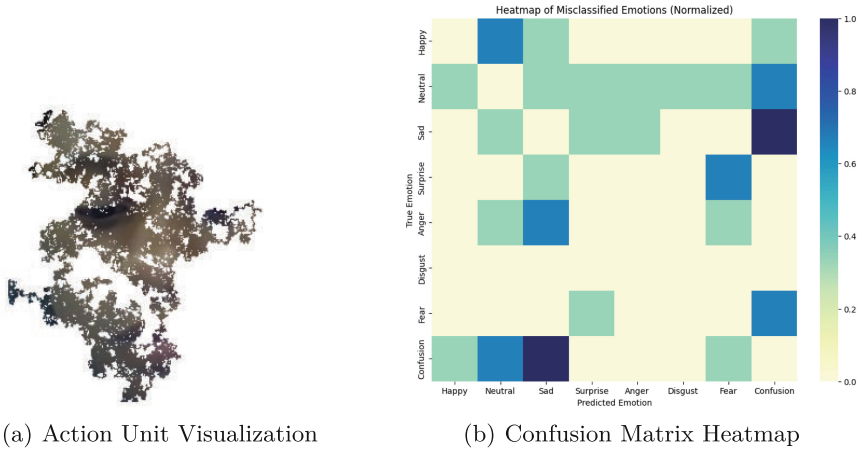 Heatmap of Misclassified Emotions (Normalized)
True Emotion
Happy
Neutral
Sad
Surprise
Anger
Disgust
Fear
Confusion
Happy Neutral Sad Surprise Anger Disgust Fear Confusion
Predicted Emotion
1.0
0.8
0.6
0.4
0.2
0.0
(a) Action Unit Visualization
(b) Confusion Matrix Heatmap